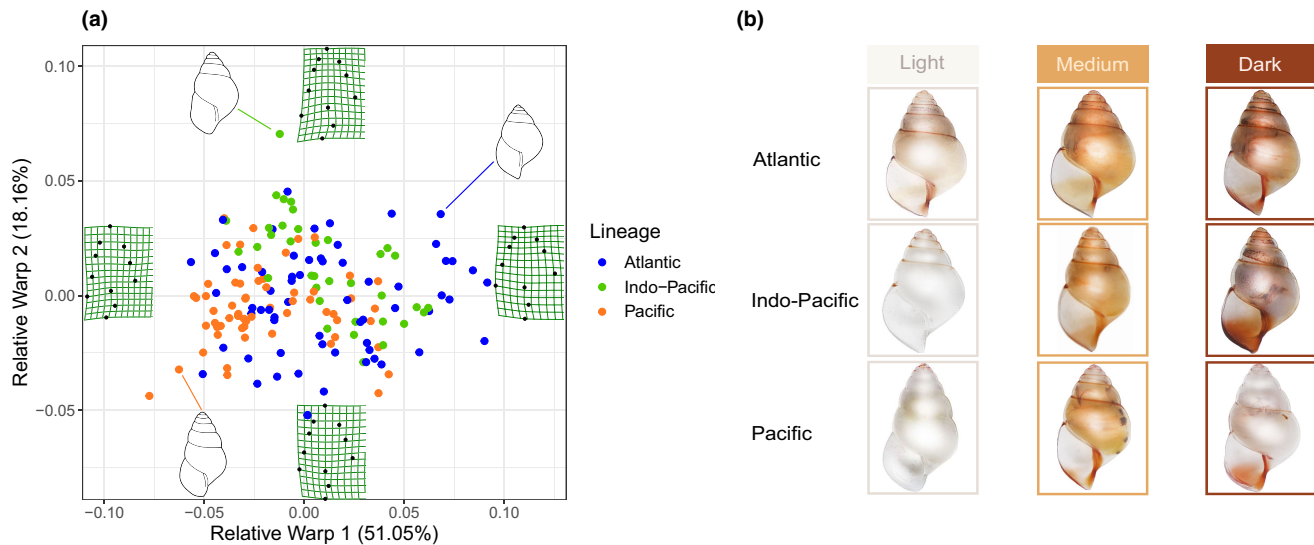 (a)
(b)
Relative Warp 2 (18.16%)
0.10
0.05
0.00
−0.05
−0.10
−0.05
0.00
0.05
0.10
Relative Warp 1 (51.05%)
Lineage
Atlantic
Indo-Pacific
Pacific
Light
Medium
Dark
Atlantic
Indo-Pacific
Pacific